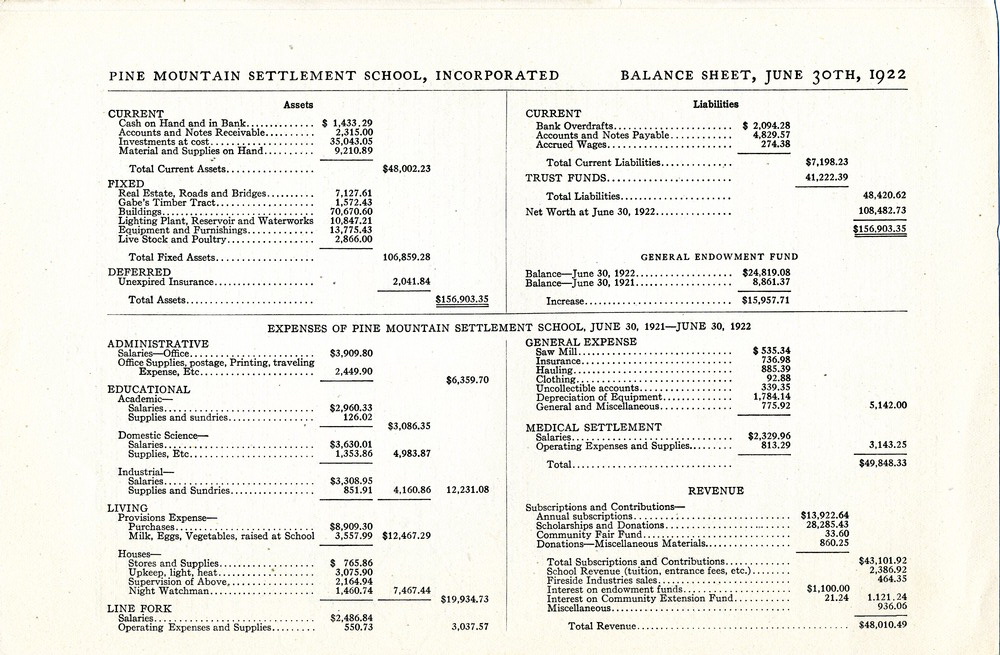 PINE MOUNTAIN SETTLEMENT SCHOOL, INCORPORATED BALANCE SHEET, JUNE 30TH, 1922
Assets
CURRENT
Cash on Hand and in Bank............. $ 1,433.29
Accounts and Notes Receivable........... 2,315.00
Investments at cost.................... 35,043.05
Material and Supplies on Hand.......... 9,210.89
Total Current Assets.................. $48,002.23
FIXED
Real Estate, Roads and Bridges.......... 7,127.61
Gabe's Timber Tract................... 1,572.43
Buildings............................. 70,670.60
Lighting Plant, Reservoir and Waterworks 10,847.21
Equipment and Furnishings............. 13,775.43
Live Stock and Poultry................. 2,866.00
Total Fixed Assets.................... 106,859.28
DEFERRED
Unexpired Insurance................... 2,041.84
Total Assets.......................... $156,903.35
Liabilities
CURRENT
Bank Overdrafts....................... $ 2,094.28
Accounts and Notes Payable............ 4,829.57
Accrued Wages........................ 274.38
Total Current Liabilities.............. $7,198.23
TRUST FUNDS......................... 41,222.39
Total Liabilities...................... 48,420.62
Net Worth at June 30, 1922.............. 108,482.73
$156,903.35
GENERAL ENDOWMENT FUND
Balance—June 30, 1922.................. $24,819.08
Balance—June 30, 1921.................. 8,861.37
Increase............................. $15,957.71
EXPENSES OF PINE MOUNTAIN SETTLEMENT SCHOOL, JUNE 30, 1921—JUNE 30, 1922
ADMINISTRATIVE
Salaries—Office........................ $3,909.80
Office Supplies, postage, Printing, traveling
Expense, Etc...................... 2,449.90
$6,359.70
EDUCATIONAL
Academic—
Salaries............................. $2,960.33
Supplies and sundries................ 126.02
$3,086.35
Domestic Science—
Salaries............................. $3,630.01
Supplies, Etc........................ 1,353.86 4,983.87
Industrial—
Salaries............................. $3,308.95
Supplies and Sundries................ 851.91 4,160.86 12,231.08
LIVING
Provisions Expense—
Purchases........................... $8,909.30
Milk, Eggs, Vegetables, raised at School 3,557.99 $12,467.29
Houses—
Stores and Supplies................... $ 765.86
Upkeep, light, heat................... 3,075.90
Supervision of Above,................. 2,164.94
Night Watchman...................... 1,460.74 7,467.44
$19,934.73
LINE FORK
Salaries............................... $2,486.84
Operating Expenses and Supplies......... 550.73 3,037.57
GENERAL EXPENSE
Saw Mill.............................. $ 535.34
Insurance............................. 736.98
Hauling............................... 885.39
Clothing.............................. 92.88
Uncollectible accounts.................. 339.35
Depreciation of Equipment.............. 1,784.14
General and Miscellaneous.............. 775.92 5,142.00
MEDICAL SETTLEMENT
Salaries............................... $2,329.96
Operating Expenses and Supplies......... 813.29 3,143.25
Total................................ $49,848.33
REVENUE
Subscriptions and Contributions—
Annual subscriptions............................ $13,922.64
Scholarships and Donations...................... 28,285.43
Community Fair Fund............................ 33.60
Donations—Miscellaneous Materials.............. 860.25
Total Subscriptions and Contributions............ $43,101.92
School Revenue (tuition, entrance fees, etc.)....... 2,386.92
Fireside Industries sales......................... 464.35
Interest on endowment funds..................... $1,100.00
Interest on Community Extension Fund........... 21.24 1.121.24
Miscellaneous.................................. 936.06
Total Revenue.................................. $48,010.49